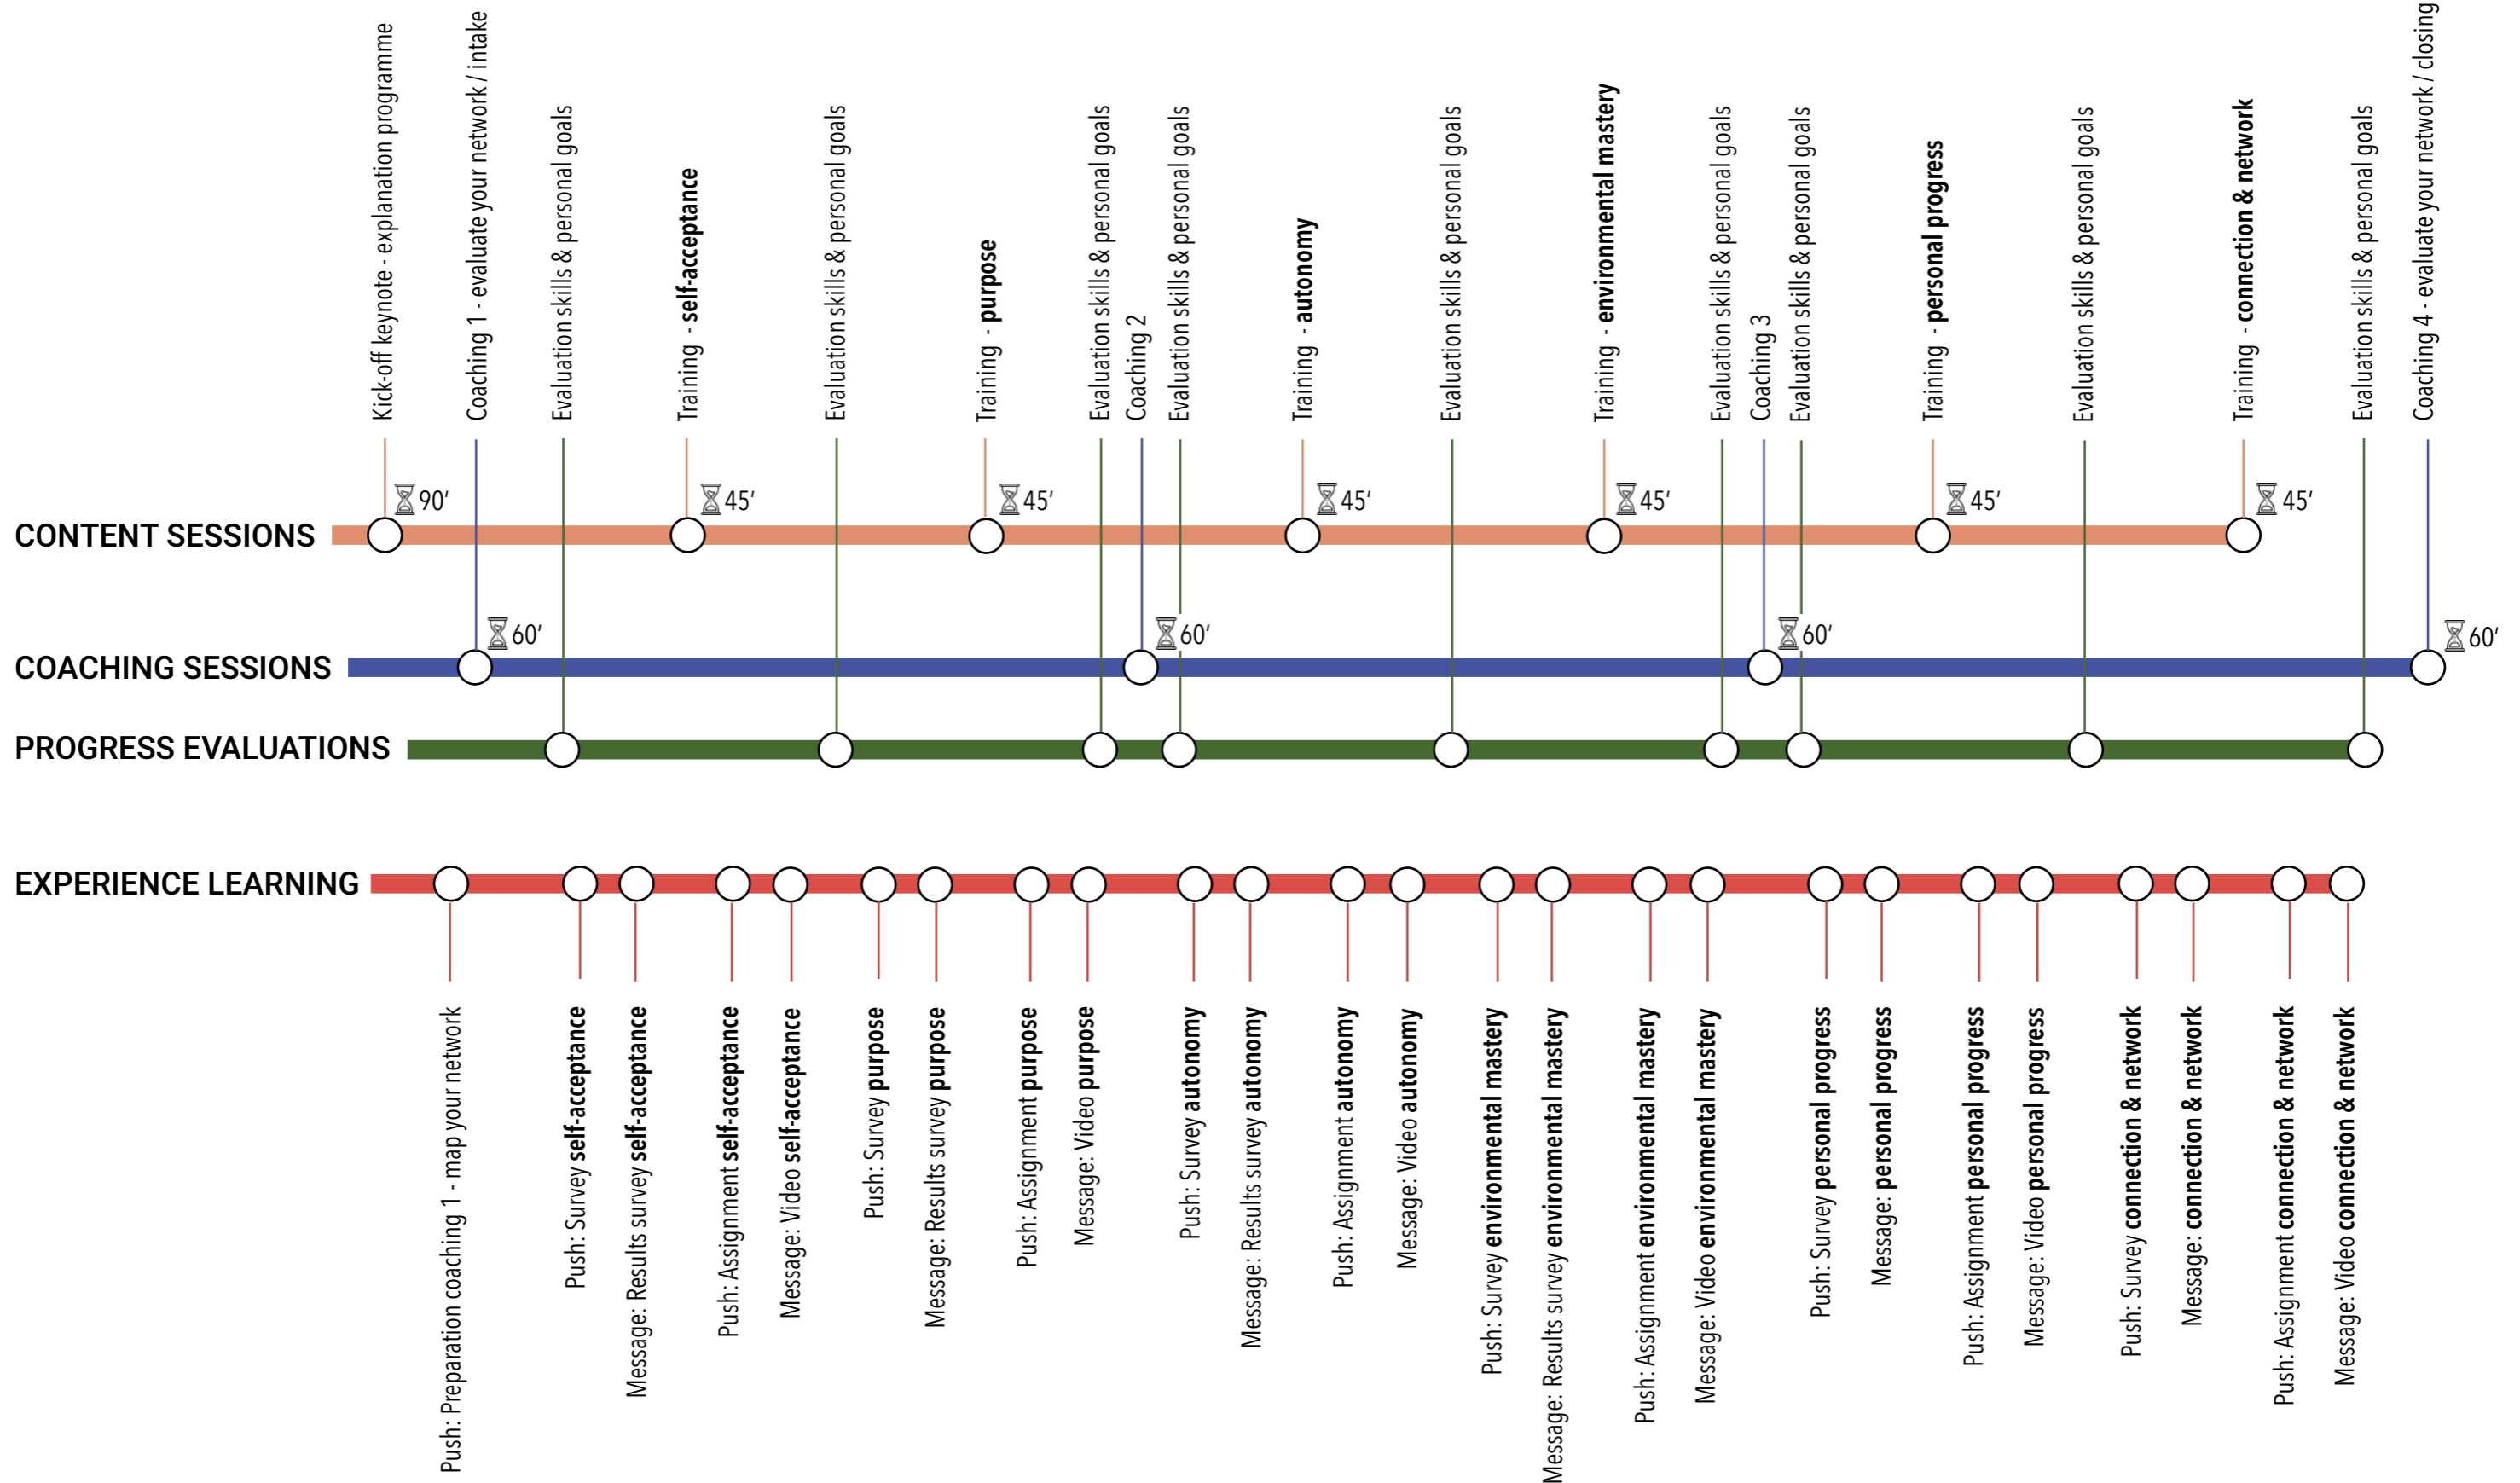 Kick-off keynote - explanation programme
Coaching 1 - evaluate your network / intake
Evaluation skills & personal goals
Training - self-acceptance
Evaluation skills & personal goals
Training - purpose
Evaluation skills & personal goals
Coaching 2
Evaluation skills & personal goals
Training - autonomy
Evaluation skills & personal goals
Training - environmental mastery
Evaluation skills & personal goals
Coaching 3
Evaluation skills & personal goals
Training - personal progress
Evaluation skills & personal goals
Training - connection & network
Evaluation skills & personal goals
Coaching 4 - evaluate your network / closing
90'
45'
45'
45'
45'
45'
45'
CONTENT SESSIONS
60'
60'
60'
60'
COACHING SESSIONS
PROGRESS EVALUATIONS
EXPERIENCE LEARNING
Push: Preparation coaching 1 - map your network
Push: Survey self-acceptance
Message: Results survey self-acceptance
Push: Assignment self-acceptance
Message: Video self-acceptance
Push: Survey purpose
Message: Results survey purpose
Push: Assignment purpose
Message: Video purpose
Push: Survey autonomy
Message: Results survey autonomy
Push: Assignment autonomy
Message: Video autonomy
Push: Survey environmental mastery
Message: Results survey environmental mastery
Push: Assignment environmental mastery
Message: Video environmental mastery
Push: Survey personal progress
Message: personal progress
Push: Assignment personal progress
Message: Video personal progress
Push: Survey connection & network
Message: connection & network
Push: Assignment connection & network
Message: Video connection & network